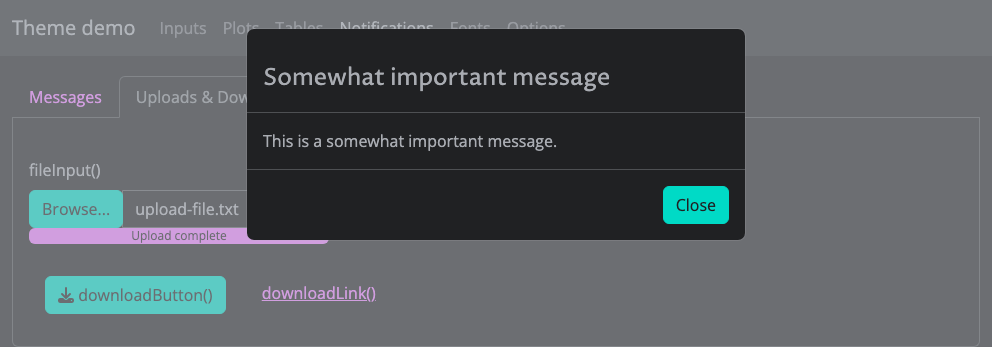 Theme demo Inputs Plots Tables Notifications Fonts Options
Somewhat important message
Messages Uploads & Dow
This is a somewhat important message.
fileInput()
Browse... upload-file.txt
Close
Upload complete
downloadButton() downloadLink()